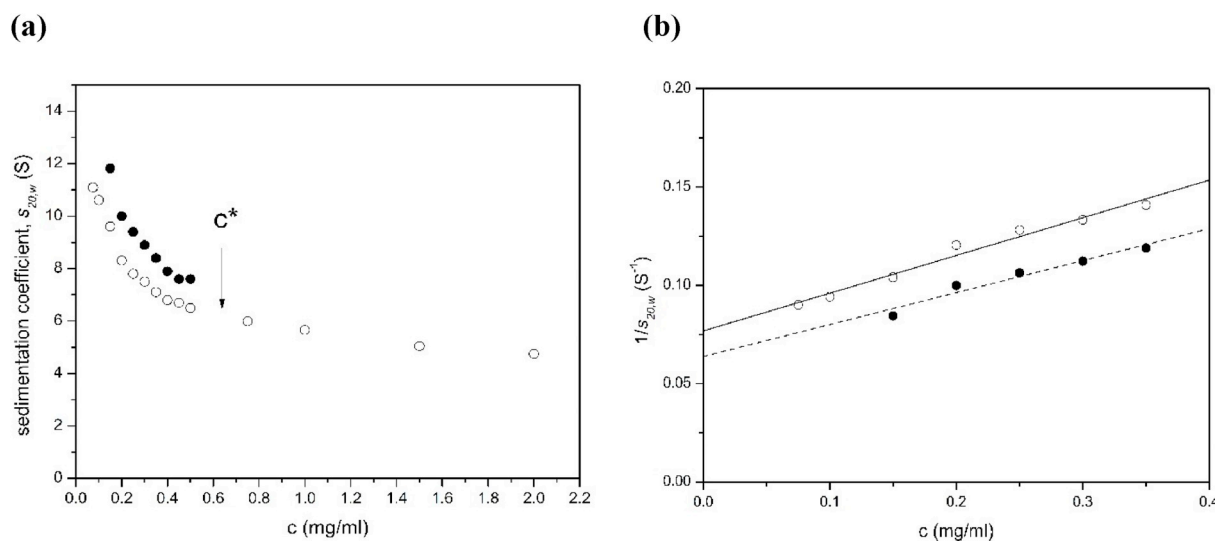 (a)
(b)
sedimentation coefficient, s20,w (S)
14
12
10
8
6
4
2
0
C*
0.0 0.2 0.4 0.6 0.8 1.0 1.2 1.4 1.6 1.8 2.0 2.2
c (mg/ml)
1/s20,w (S-1)
0.20
0.15
0.10
0.05
0.00
0.0 0.1 0.2 0.3 0.4
c (mg/ml)